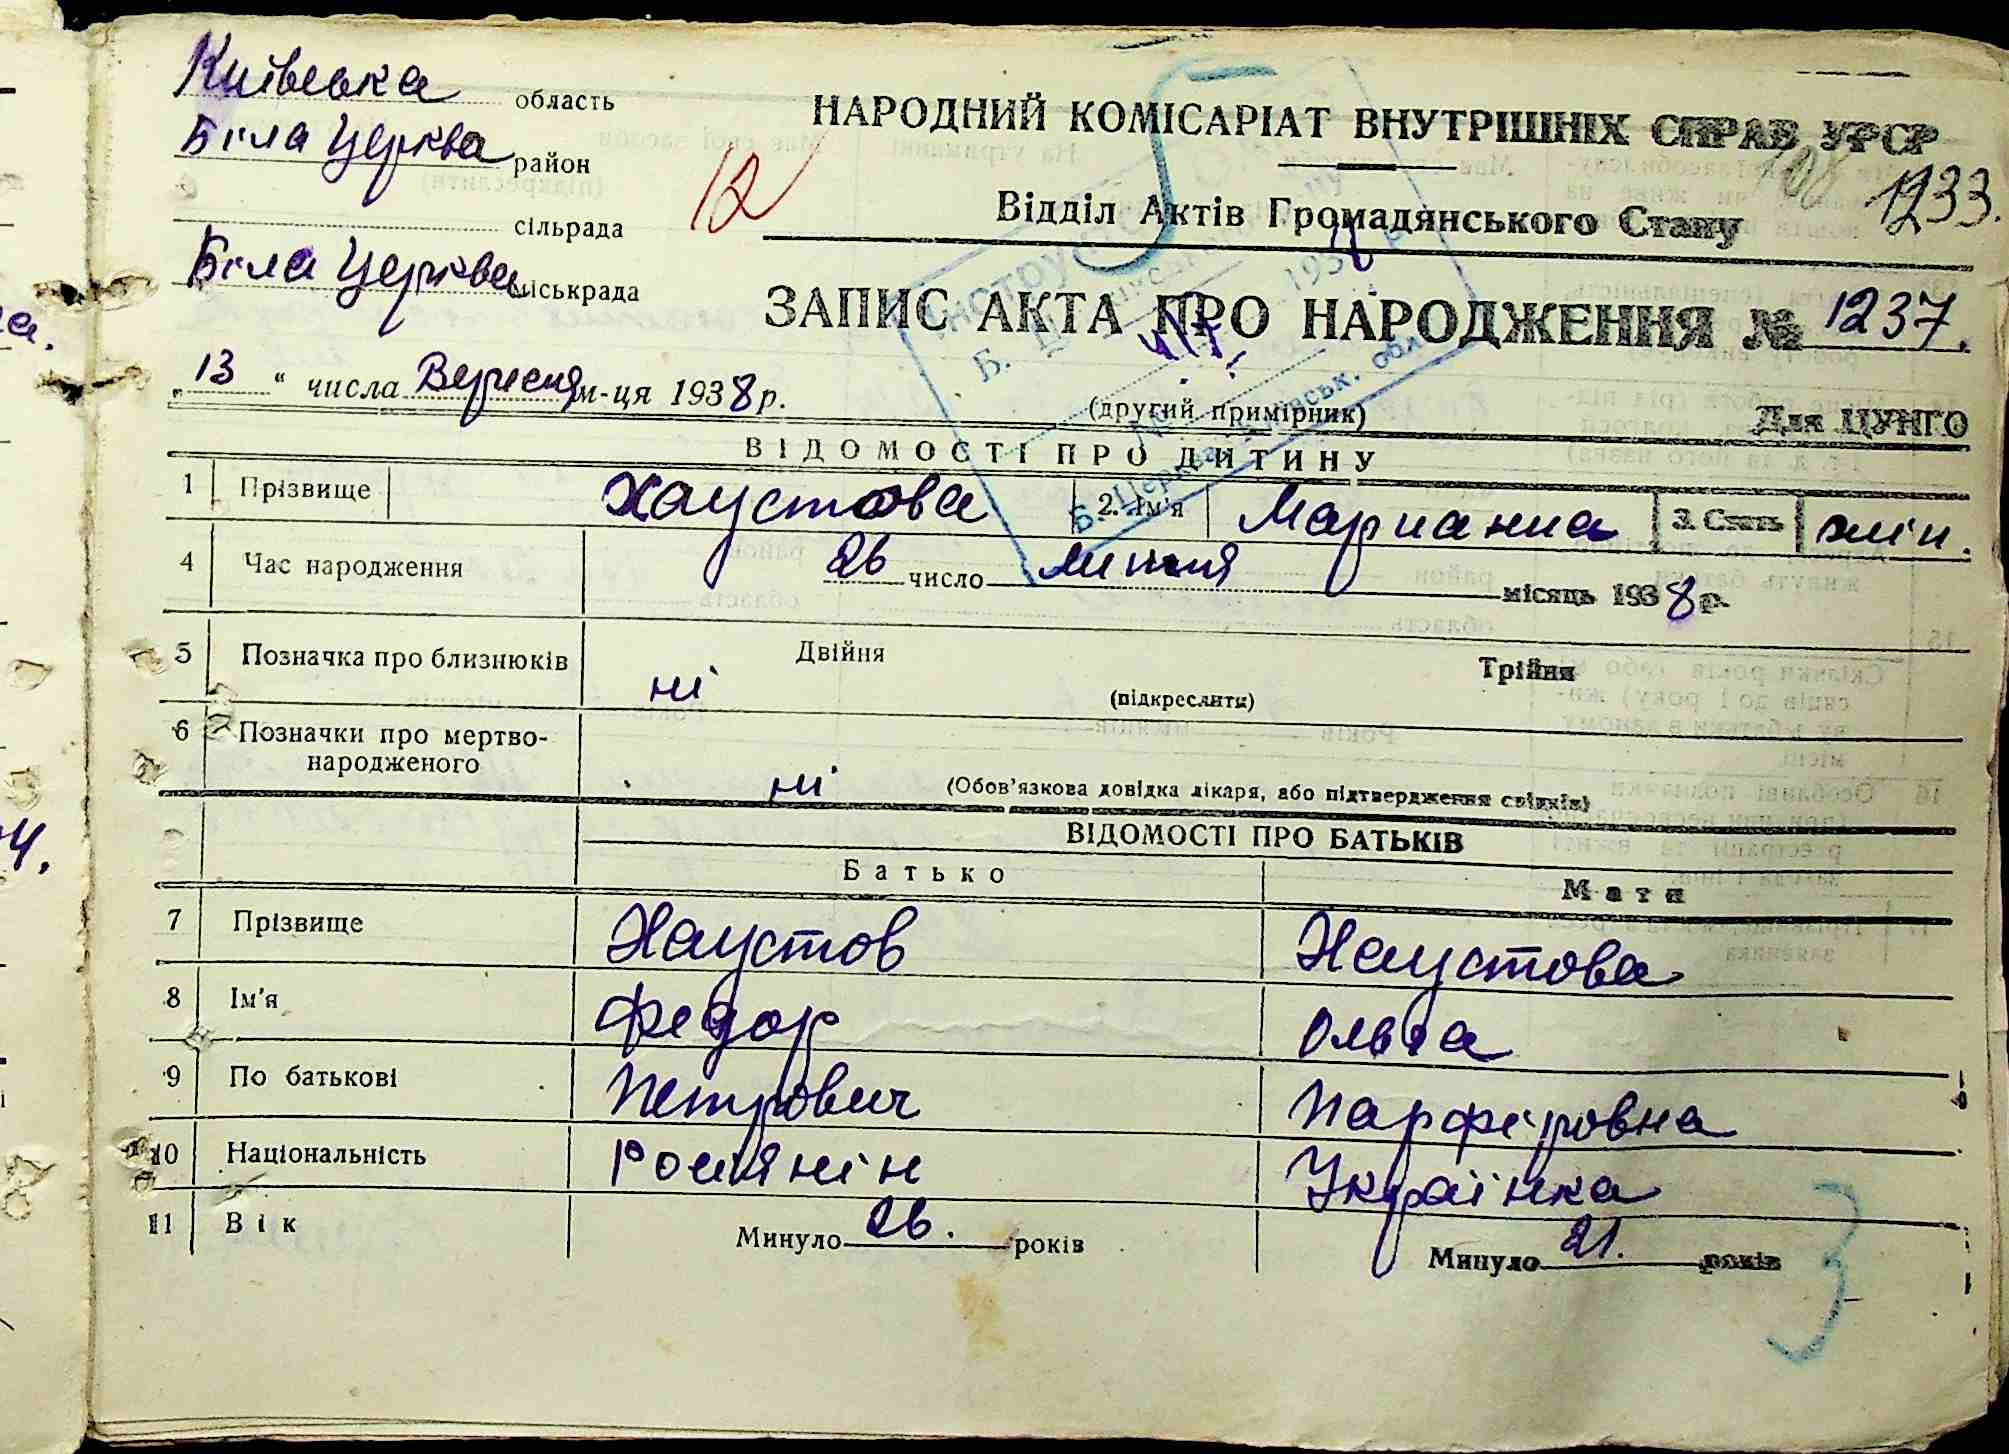 Київська область
Біла Церква район
сільрада
Біла Церква міськрада
12
НАРОДНИЙ КОМІСАРІАТ ВНУТРІШНІХ СПРАВ УРСР
1233.
Відділ Актів Громадянського Стану
ЗАПИС АКТА ПРО НАРОДЖЕННЯ № 1237.
„13“ числа Вересня м-ця 1938 р.
(другий примірник)
Для ЦУНГО
ВІДОМОСТІ ПРО ДИТИНУ
1 Прізвище Хаустова 2. Ім'я Марианна 3. Стать жін.
4 Час народження 26 число липня місяць 1938 р.
5 Позначка про близнюків ні Двійня Трійня
(підкреслити)
6 Позначки про мертво-
народженого ні (Обов'язкова довідка лікаря, або підтвердження свідків)
ВІДОМОСТІ ПРО БАТЬКІВ
Батько Мати
7 Прізвище Хаустов Хаустова
8 Ім'я Федор Ольга
9 По батькові Петрович Парферовна
10 Національність Росіянін Українка
11 Вік Минуло 26. років Минуло 21. років